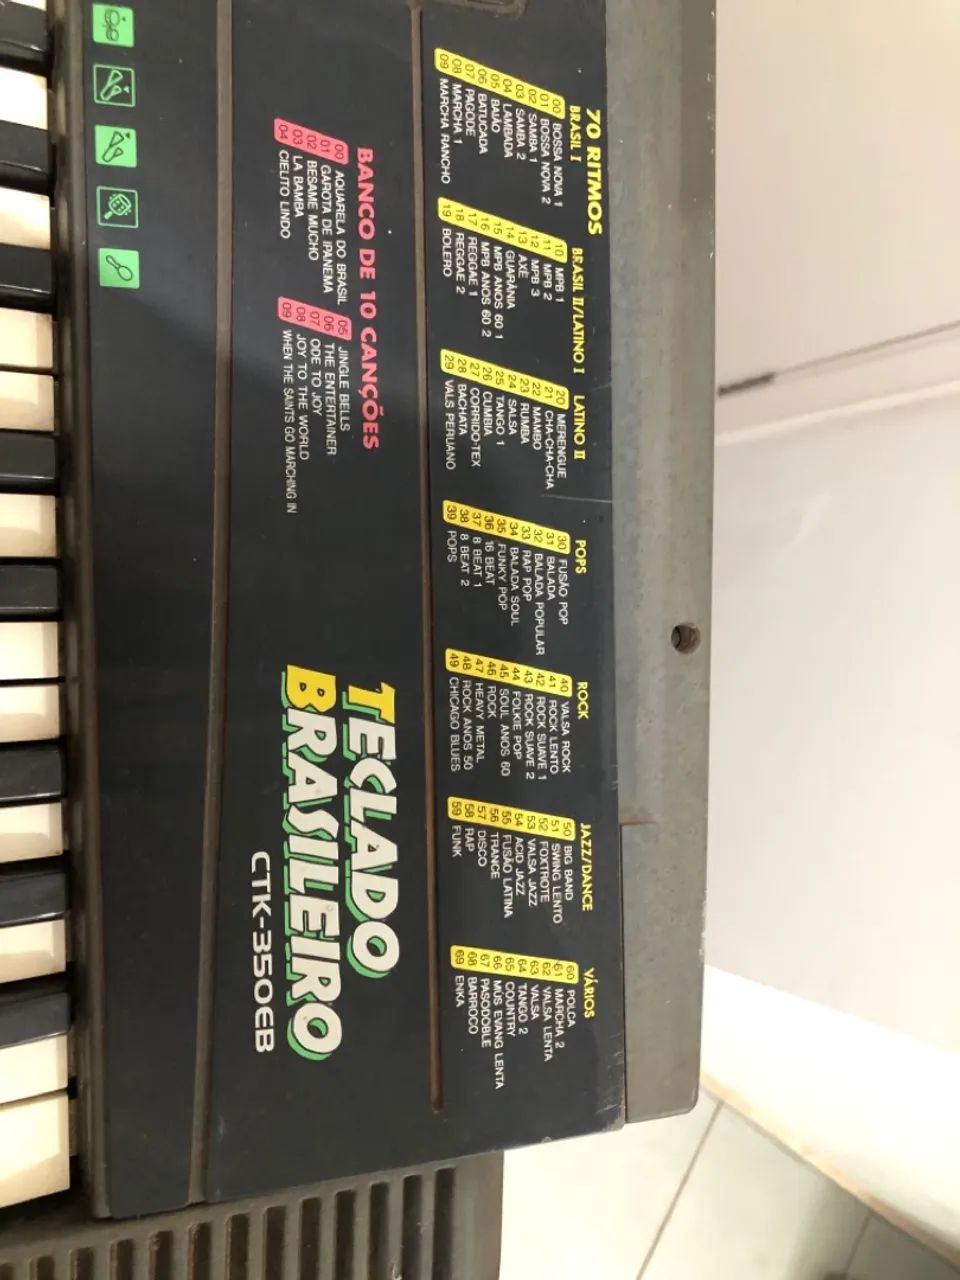 70 RITMOS
BRASIL I
00 BOSSA NOVA 1
01 BOSSA NOVA 2
02 SAMBA 1
03 SAMBA 2
04 LAMBADA
05 BAIÃO
06 BATUCADA
07 PAGODE
08 MARCHA 1
09 MARCHA RANCHO
BRASIL II/LATINO I
10 MPB 1
11 MPB 2
12 MPB 3
13 AXÉ
14 GUARÂNIA
15 MPB ANOS 60 1
16 MPB ANOS 60 2
17 REGGAE 1
18 REGGAE 2
19 BOLERO
LATINO II
20 MERENGUE
21 CHA-CHA-CHA
22 MAMBO
23 RUMBA
24 SALSA
25 TANGO 1
26 CUMBIA
27 CORRIDO-TEX
28 BACHATA
29 VALS PERUANO
POPS
30 FUSÃO POP
31 BALADA
32 BALADA POPULAR
33 RAP POP
34 BALADA SOUL
35 FUNKY POP
36 16 BEAT
37 8 BEAT 1
38 8 BEAT 2
39 POPS
ROCK
40 VALSA ROCK
41 ROCK LENTO
42 ROCK SUAVE 1
43 ROCK SUAVE 2
44 FOLKIE POP
45 SOUL ANOS 60
46 ROCK
47 HEAVY METAL
48 ROCK ANOS 50
49 CHICAGO BLUES
JAZZ/DANCE
50 BIG BAND
51 SWING LENTO
52 FOXTROTE
53 VALSA JAZZ
54 ACID JAZZ
55 FUSÃO LATINA
56 TRANCE
57 DISCO
58 RAP
59 FUNK
VÁRIOS
60 POLCA
61 MARCHA 2
62 VALSA LENTA
63 VALSA
64 TANGO 2
65 COUNTRY
66 MÚS EVANG LENTA
67 PASODOBLE
68 BARROCO
69 ENKA
BANCO DE 10 CANÇÕES
00 AQUARELA DO BRASIL
01 GAROTA DE IPANEMA
02 BESAME MUCHO
03 LA BAMBA
04 CIELITO LINDO
05 JINGLE BELLS
06 THE ENTERTAINER
07 ODE TO JOY
08 JOY TO THE WORLD
09 WHEN THE SAINTS GO MARCHING IN
TECLADO
BRASILEIRO
CTK-350EB